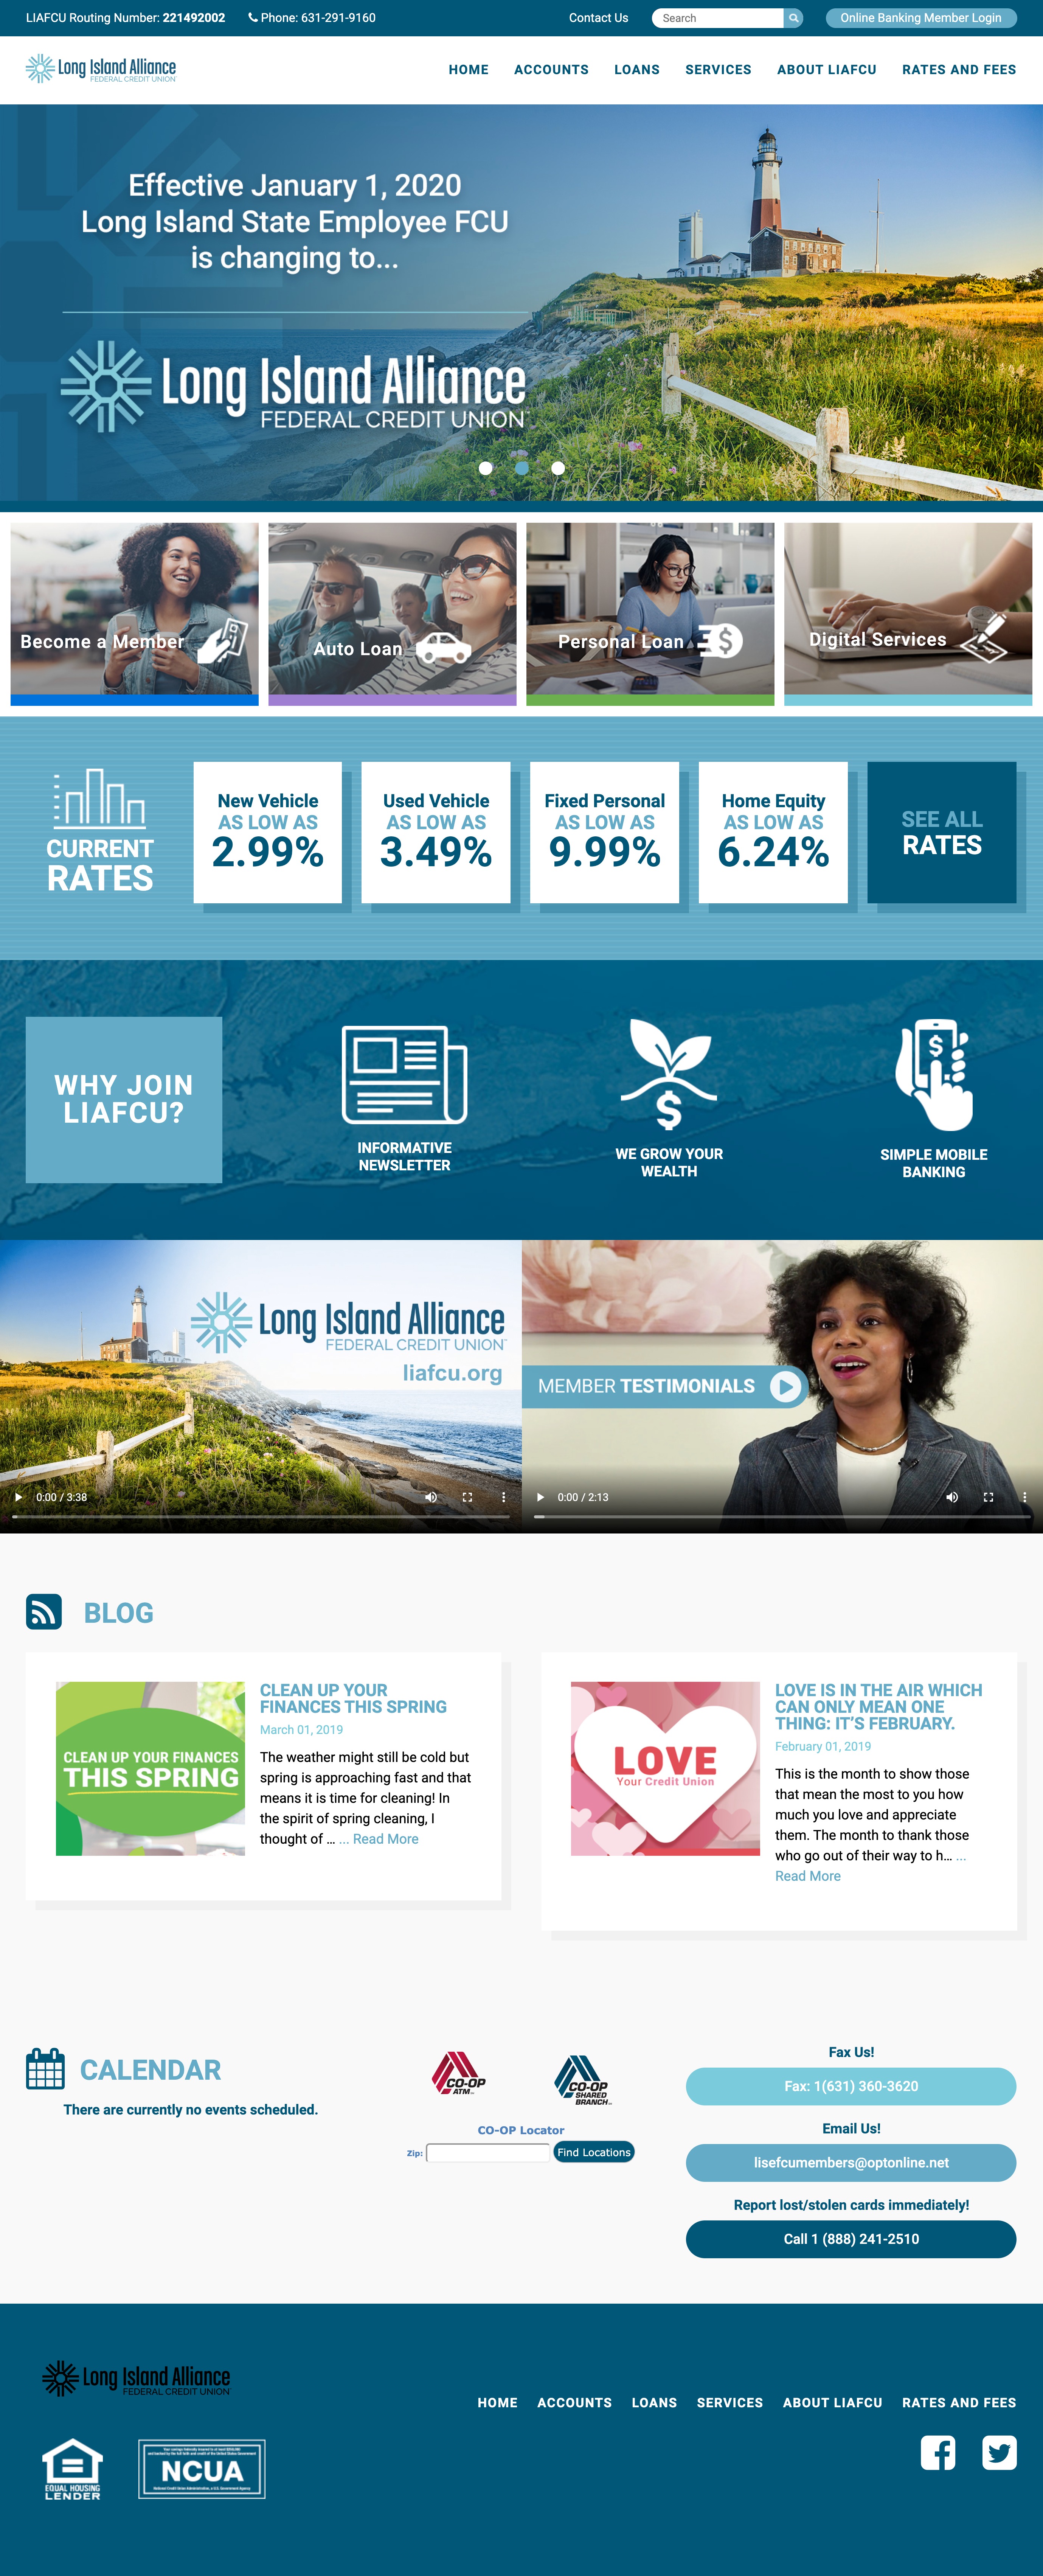 LIAFCU Routing Number: 221492002 Phone: 631-291-9160 Contact Us Search Online Banking Member Login
Long Island Alliance
FEDERAL CREDIT UNION
HOME ACCOUNTS LOANS SERVICES ABOUT LIAFCU RATES AND FEES
Effective January 1, 2020
Long Island State Employee FCU
is changing to...
Long Island Alliance
FEDERAL CREDIT UNION
Become a Member
Auto Loan
Personal Loan
Digital Services
CURRENT
RATES
New Vehicle
AS LOW AS
2.99%
Used Vehicle
AS LOW AS
3.49%
Fixed Personal
AS LOW AS
9.99%
Home Equity
AS LOW AS
6.24%
SEE ALL
RATES
WHY JOIN
LIAFCU?
INFORMATIVE
NEWSLETTER
WE GROW YOUR
WEALTH
SIMPLE MOBILE
BANKING
Long Island Alliance
FEDERAL CREDIT UNION
liafcu.org
0:00 / 3:38
MEMBER TESTIMONIALS
0:00 / 2:13
BLOG
CLEAN UP YOUR FINANCES
THIS SPRING
CLEAN UP YOUR
FINANCES THIS SPRING
March 01, 2019
The weather might still be cold but
spring is approaching fast and that
means it is time for cleaning! In
the spirit of spring cleaning, I
thought of ... ... Read More
LOVE
Your Credit Union
LOVE IS IN THE AIR WHICH
CAN ONLY MEAN ONE
THING: IT'S FEBRUARY.
February 01, 2019
This is the month to show those
that mean the most to you how
much you love and appreciate
them. The month to thank those
who go out of their way to h... ...
Read More
CALENDAR
There are currently no events scheduled.
CO-OP
ATM
CO-OP
SHARED
BRANCH
CO-OP Locator
Zip: Find Locations
Fax Us!
Fax: 1(631) 360-3620
Email Us!
lisefcumembers@optonline.net
Report lost/stolen cards immediately!
Call 1 (888) 241-2510
Long Island Alliance
FEDERAL CREDIT UNION
HOME ACCOUNTS LOANS SERVICES ABOUT LIAFCU RATES AND FEES
EQUAL HOUSING
LENDER
NCUA